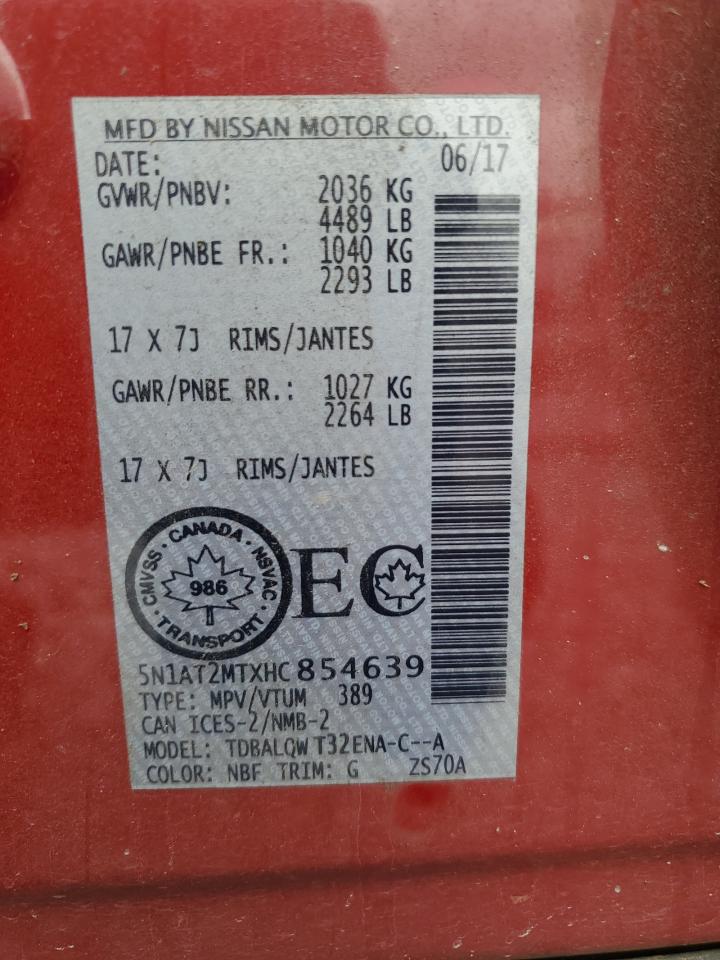 MFD BY NISSAN MOTOR CO., LTD.
DATE: 06/17
GVWR/PNBV: 2036 KG
4489 LB
GAWR/PNBE FR.: 1040 KG
2293 LB
17 X 7J RIMS/JANTES
GAWR/PNBE RR.: 1027 KG
2264 LB
17 X 7J RIMS/JANTES
CMVSS · CANADA · NSVAC · TRANSPORT ·
986
EC
5N1AT2MTXHC854639
TYPE: MPV/VTUM 389
CAN ICES-2/NMB-2
MODEL: TDBALQW T32ENA-C--A
COLOR: NBF TRIM: G ZS70A